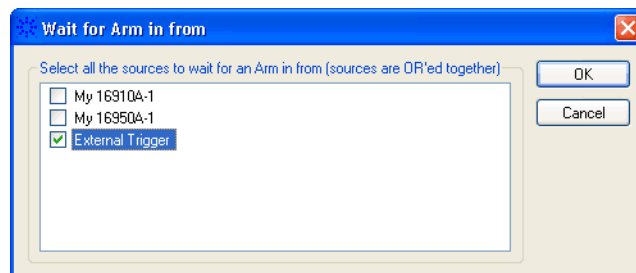 Wait for Arm in from
Select all the sources to wait for an Arm in from (sources are OR'ed together)
OK
My 16910A-1
My 16950A-1
Cancel
External Trigger